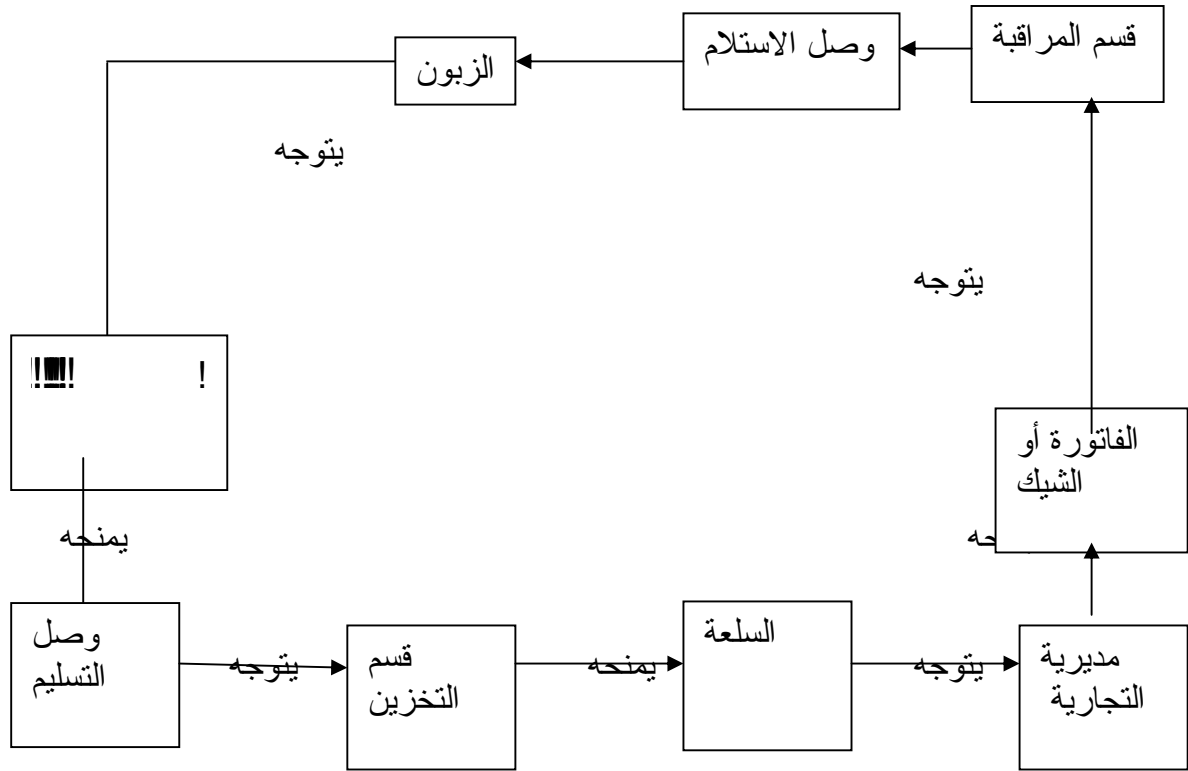 قسم المراقبة
وصل الاستلام
الزبون
يتوجه
يتوجه
!
الفاتورة أو
الشيك
يمنحه
حه
وصل
التسليم
يتوجه
قسم
التخزين
يمنحه
السلعة
يتوجه
مديرية
التجارية